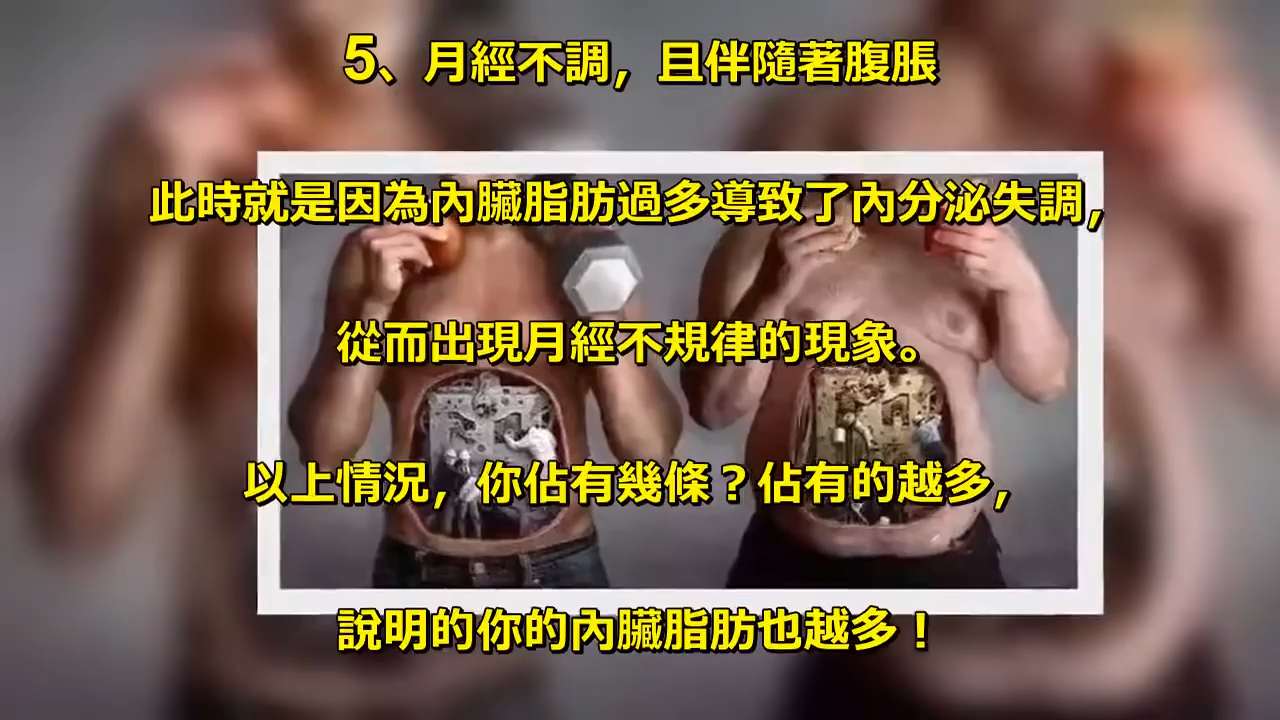 5、月經不調，且伴隨著腹脹
此時就是因為內臟脂肪過多導致了內分泌失調，
從而出現月經不規律的現象。
以上情況，你佔有幾條？佔有的越多，
說明的你的內臟脂肪也越多！